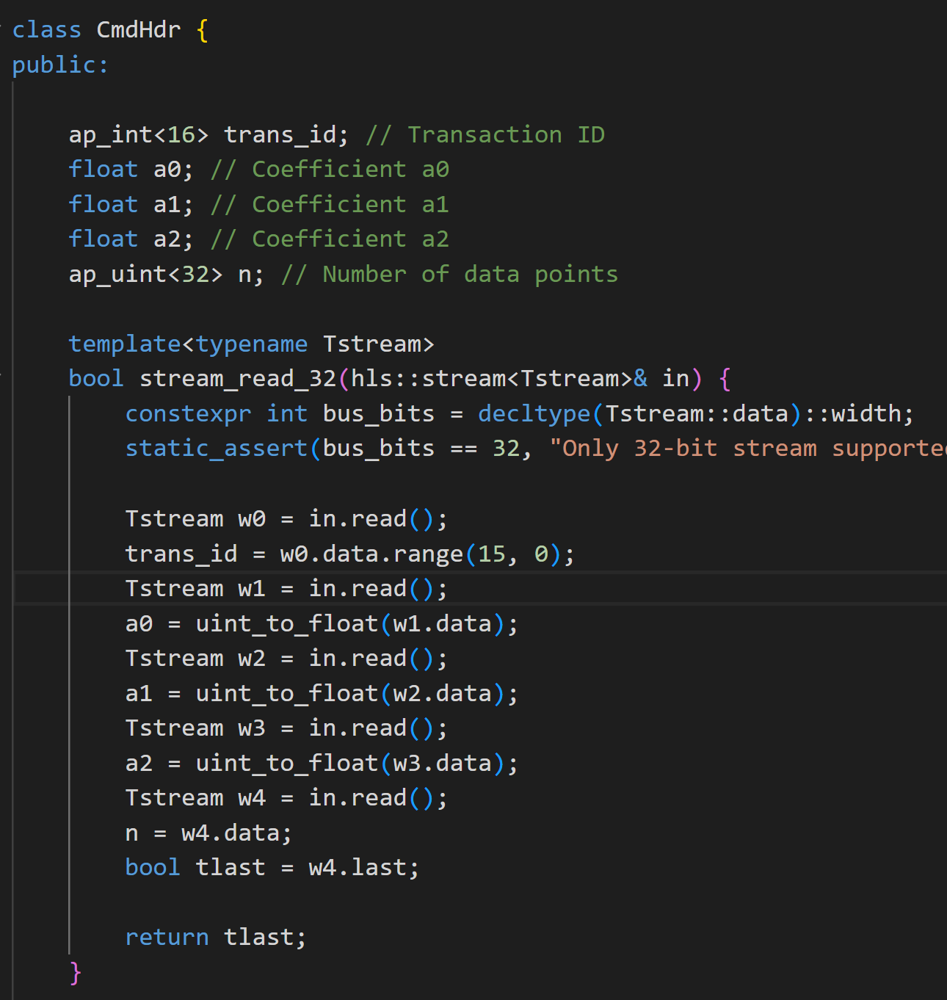 class CmdHdr {
public:
ap_int<16> trans_id; // Transaction ID
float a0; // Coefficient a0
float a1; // Coefficient a1
float a2; // Coefficient a2
ap_uint<32> n; // Number of data points
template<typename Tstream>
bool stream_read_32(hls::stream<Tstream>& in) {
constexpr int bus_bits = decltype(Tstream::data)::width;
static_assert(bus_bits == 32, "Only 32-bit stream supported
Tstream w0 = in.read();
trans_id = w0.data.range(15, 0);
Tstream w1 = in.read();
a0 = uint_to_float(w1.data);
Tstream w2 = in.read();
a1 = uint_to_float(w2.data);
Tstream w3 = in.read();
a2 = uint_to_float(w3.data);
Tstream w4 = in.read();
n = w4.data;
bool tlast = w4.last;
return tlast;
}